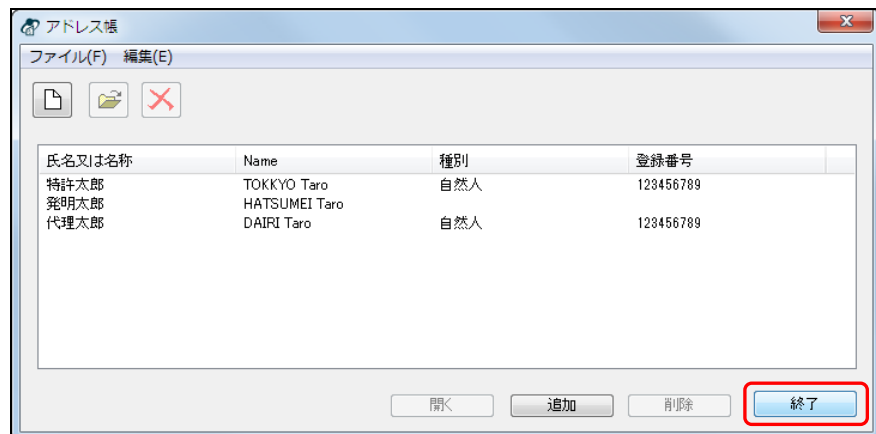 アドレス帳
ファイル(F) 編集(E)
氏名又は名称 Name 種別 登録番号
特許太郎 TOKKYO Taro 自然人 123456789
発明太郎 HATSUMEI Taro
代理太郎 DAIRI Taro 自然人 123456789
開く 追加 削除 終了